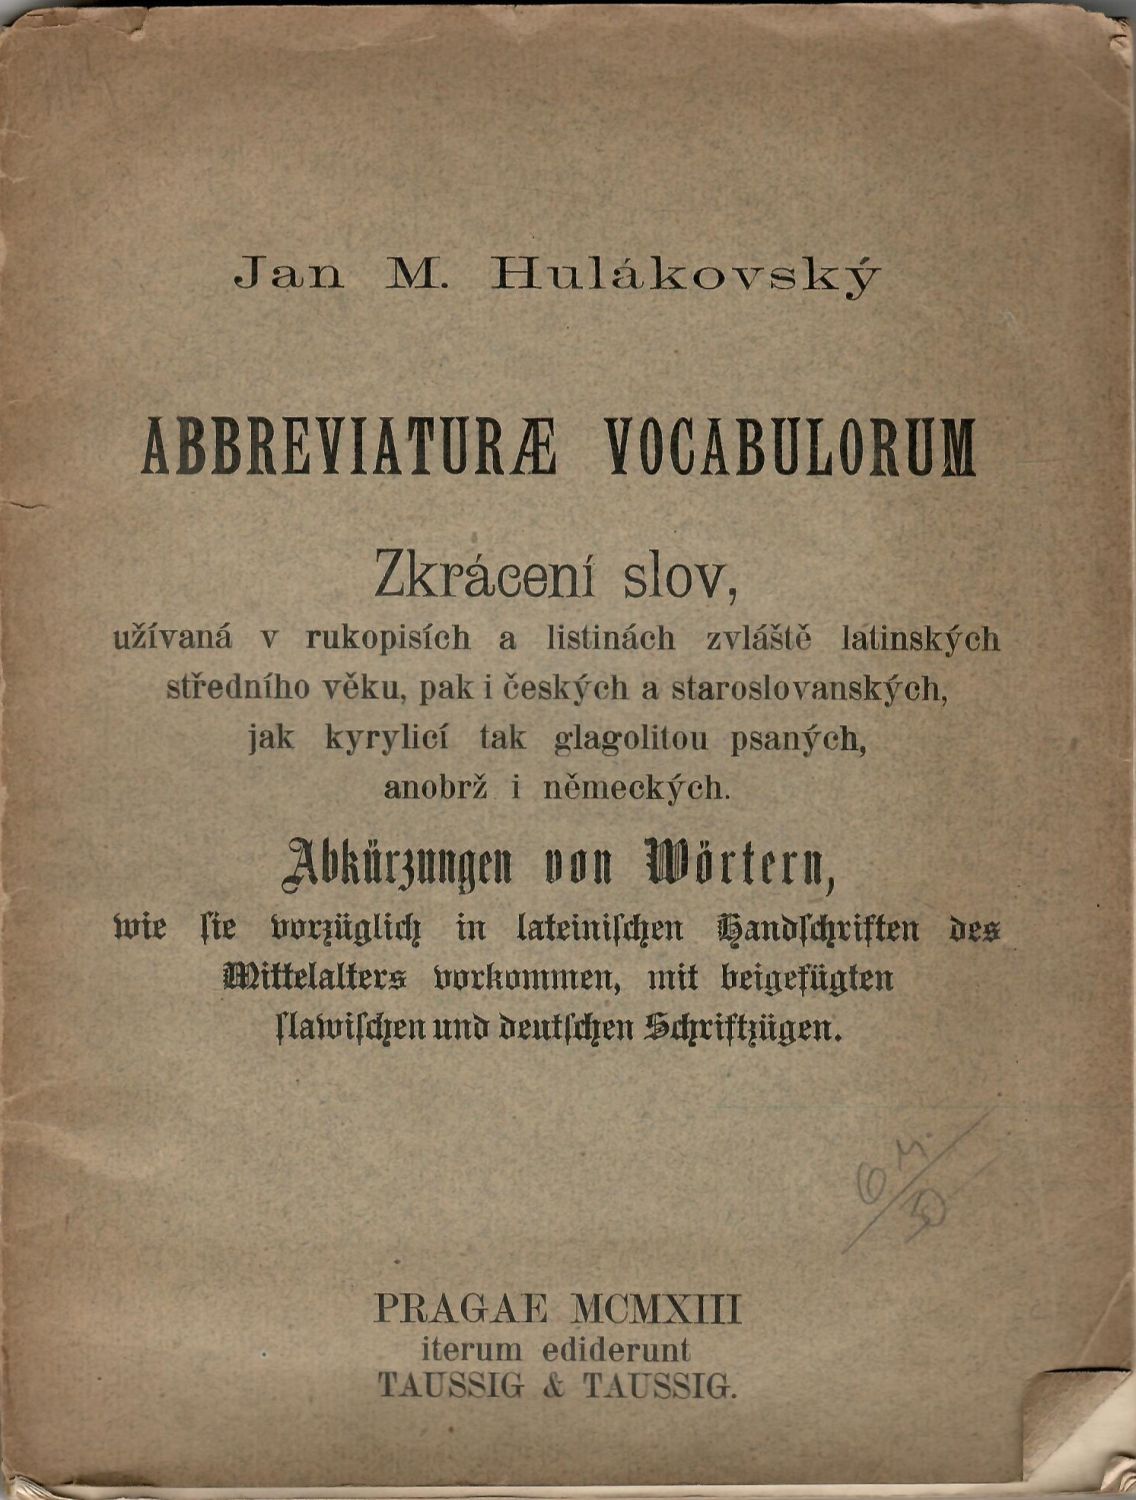 Jan M. Hulákovský
ABBREVIATURÆ VOCABULORUM
Zkrácení slov,
užívaná v rukopisích a listinách zvláště latinských
středního věku, pak i českých a staroslovanských,
jak kyrylicí tak glagolitou psaných,
anobrž i německých.
Abkürzungen von Wörtern,
wie ſie vorzüglich in lateiniſchen Handſchriften des
Mittelalters vorkommen, mit beigefügten
ſlawiſchen und deutſchen Schriftzügen.
PRAGAE MCMXIII
iterum ediderunt
TAUSSIG & TAUSSIG.